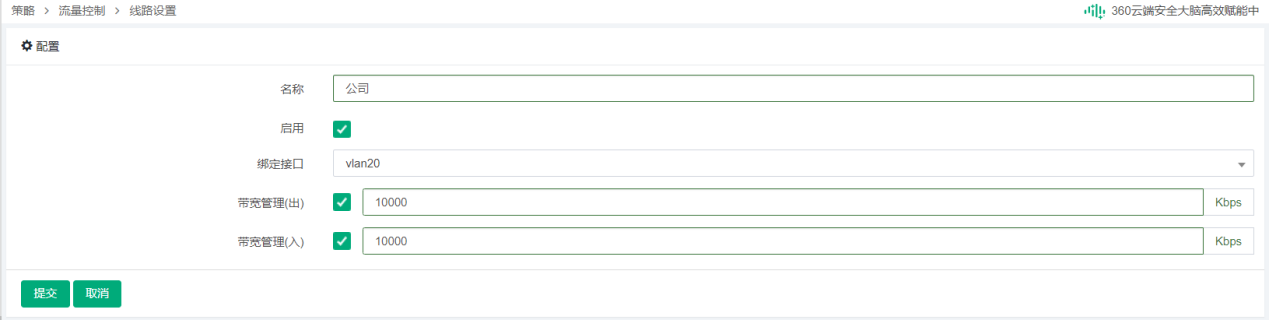 策略 > 流量控制 > 线路设置
360云端安全大脑高效赋能中
配置
名称 公司
启用
绑定接口 vlan20
带宽管理(出) 10000 Kbps
带宽管理(入) 10000 Kbps
提交 取消